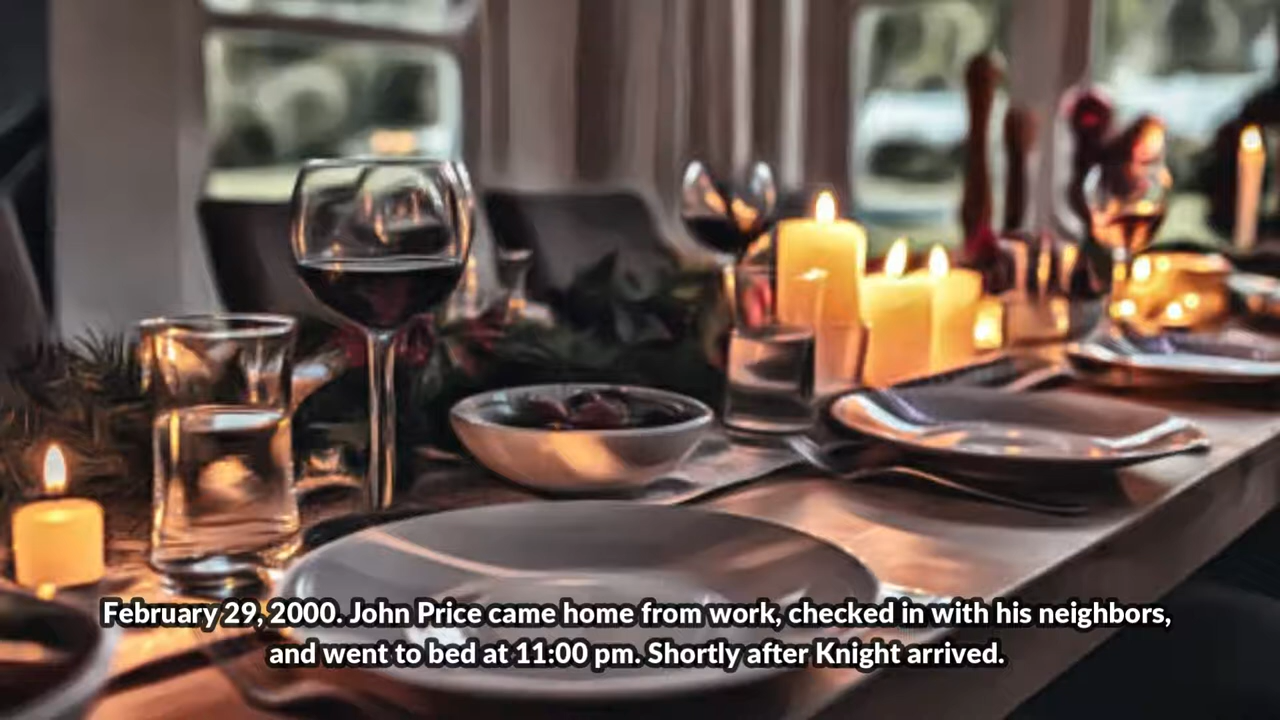 February 29, 2000. John Price came home from work, checked in with his neighbors,
and went to bed at 11:00 pm. Shortly after Knight arrived.